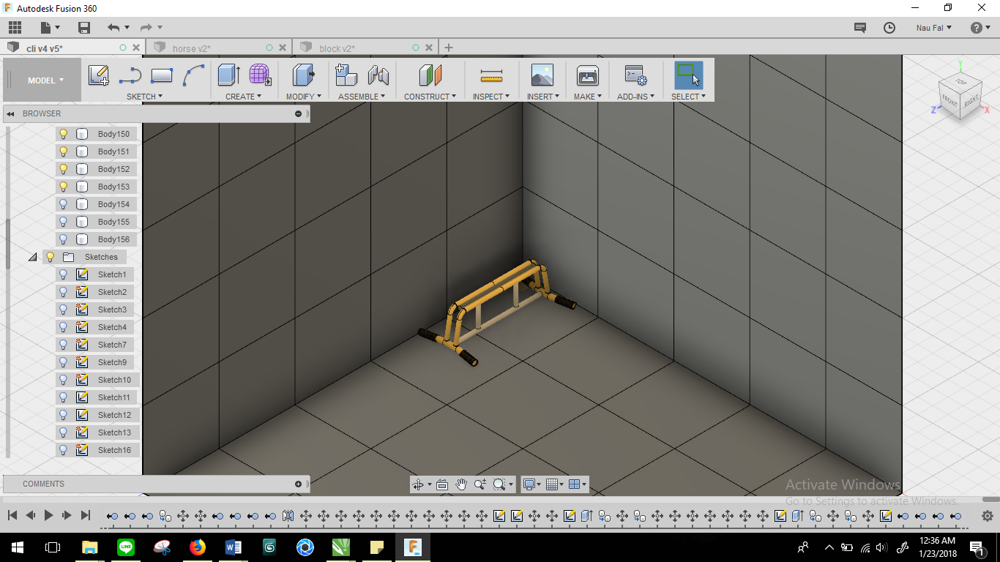 Autodesk Fusion 360
Nau Fal
cli v4 v5*
horse v2*
block v2*
MODEL
SKETCH
CREATE
MODIFY
ASSEMBLE
CONSTRUCT
INSPECT
INSERT
MAKE
ADD-INS
SELECT
Y
TOP
FRONT
RIGHT
Z
X
BROWSER
Body150
Body151
Body152
Body153
Body154
Body155
Body156
Sketches
Sketch1
Sketch2
Sketch3
Sketch4
Sketch7
Sketch9
Sketch10
Sketch11
Sketch12
Sketch13
Sketch16
COMMENTS
Activate Windows
Go to Settings to activate Windows.
LINE
12:36 AM
1/23/2018
1